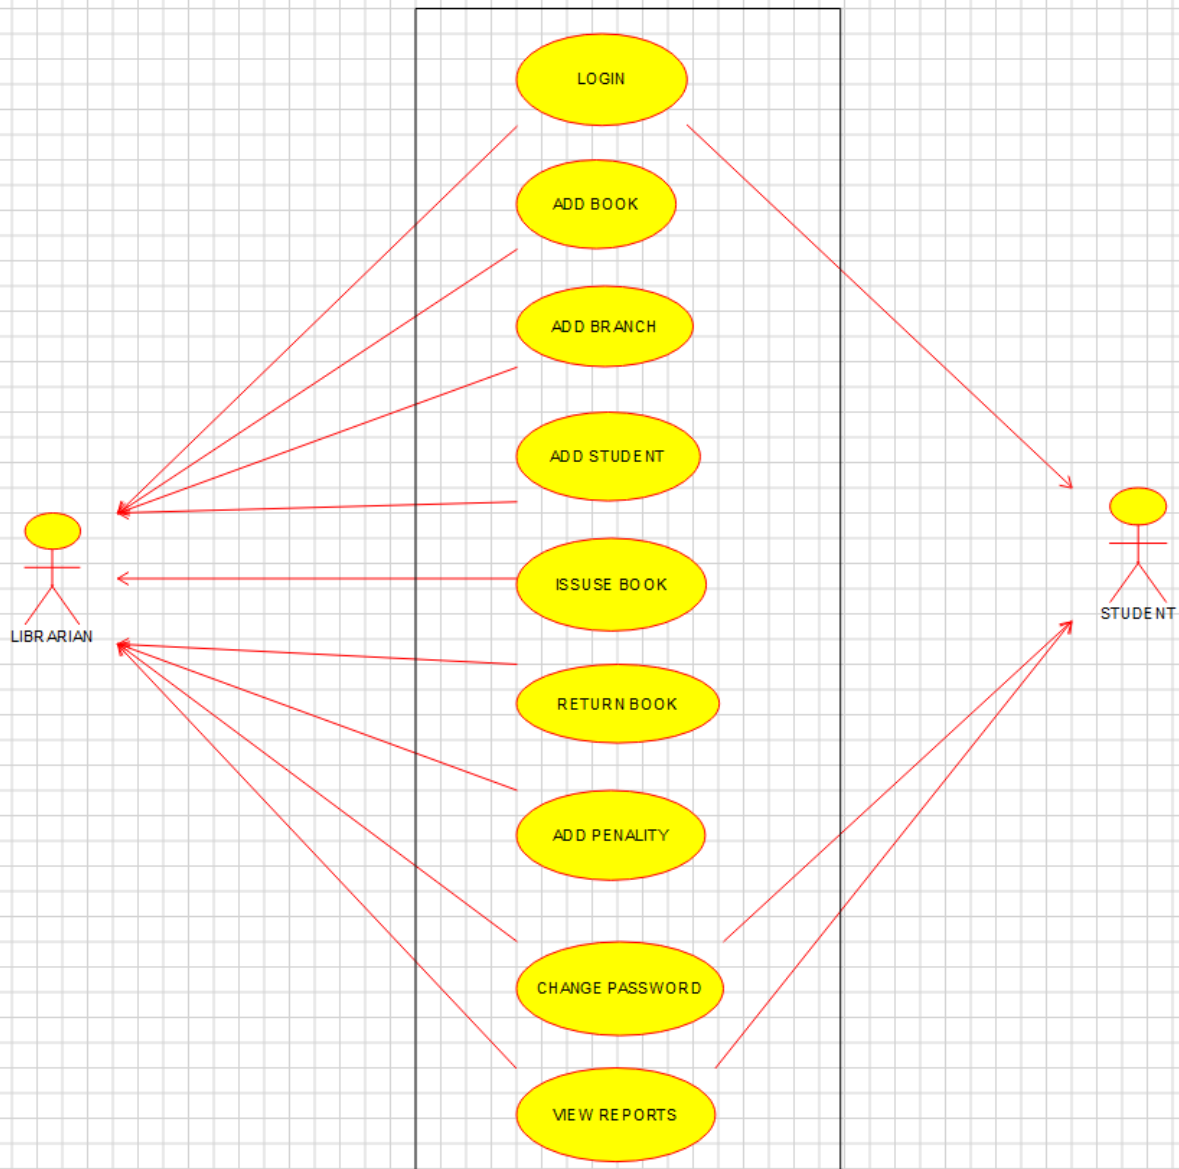 LOGIN
ADD BOOK
ADD BRANCH
ADD STUDENT
ISSUSE BOOK
LIBRARIAN
STUDENT
RETURN BOOK
ADD PENALITY
CHANGE PASSWORD
VIEW REPORTS